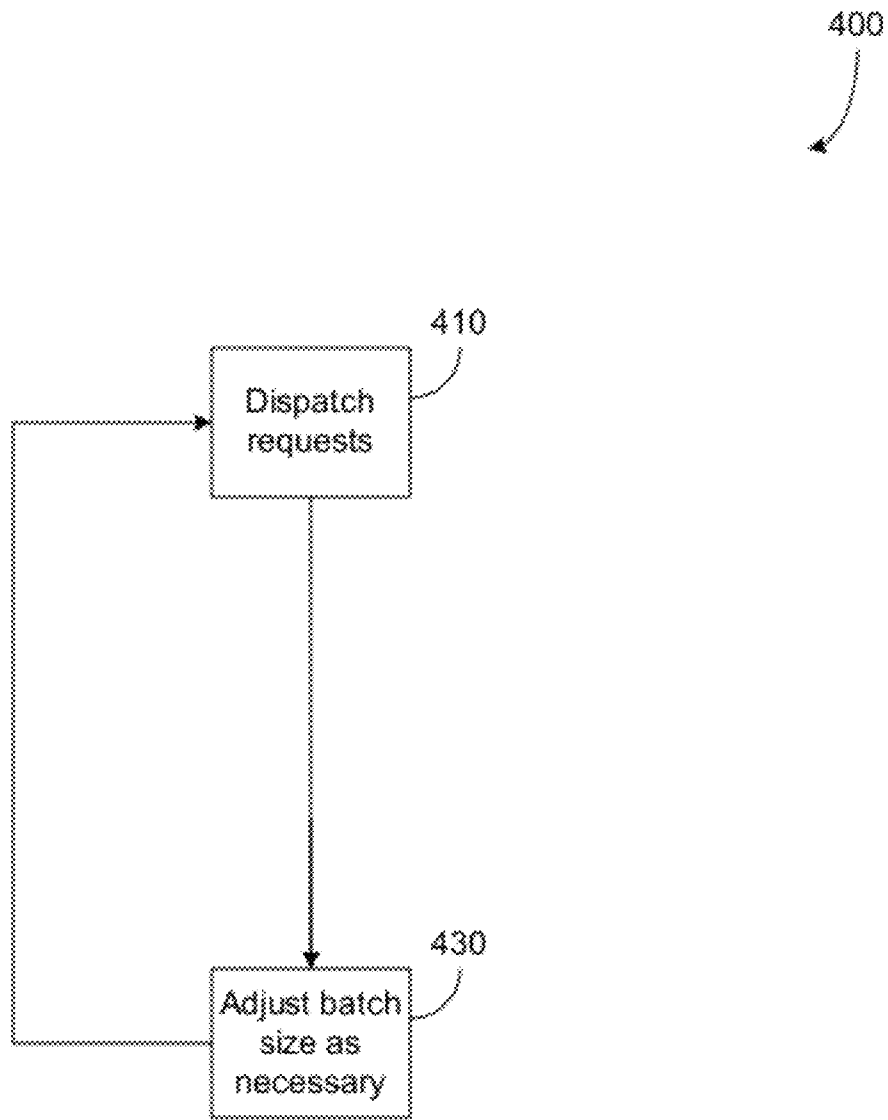 400
410
Dispatch
requests
430
Adjust batch
size as
necessary